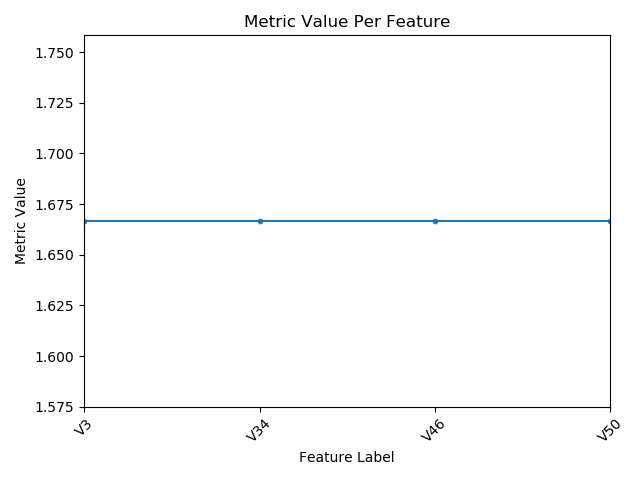 Metric Value Per Feature
Metric Value
1.750
1.725
1.700
1.675
1.650
1.625
1.600
1.575
V3
V34
V46
V50
Feature Label